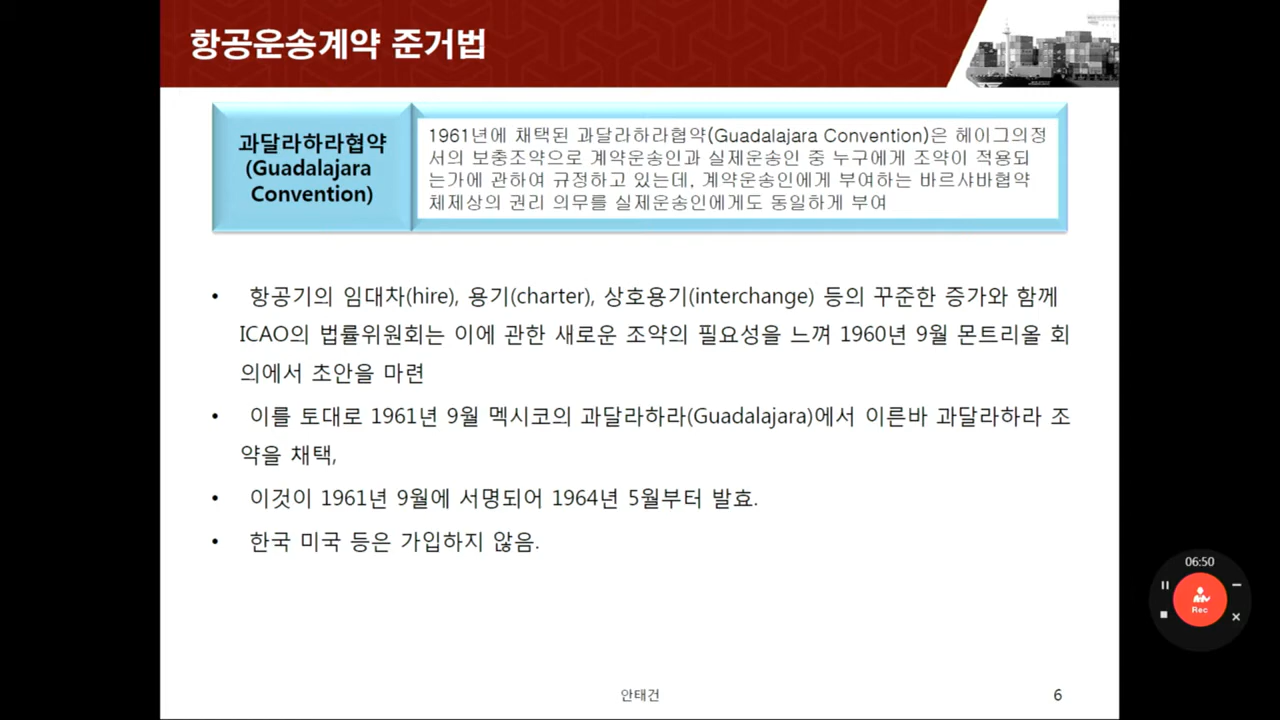 항공운송계약 준거법
과달라하라협약
(Guadalajara
Convention)
1961년에 채택된 과달라하라협약(Guadalajara Convention)은 헤이그의정
서의 보충조약으로 계약운송인과 실제운송인 중 누구에게 조약이 적용되
는가에 관하여 규정하고 있는데, 계약운송인에게 부여하는 바르샤바협약
체제상의 권리 의무를 실제운송인에게도 동일하게 부여
• 항공기의 임대차(hire), 용기(charter), 상호용기(interchange) 등의 꾸준한 증가와 함께
ICAO의 법률위원회는 이에 관한 새로운 조약의 필요성을 느껴 1960년 9월 몬트리올 회
의에서 초안을 마련
• 이를 토대로 1961년 9월 멕시코의 과달라하라(Guadalajara)에서 이른바 과달라하라 조
약을 채택,
• 이것이 1961년 9월에 서명되어 1964년 5월부터 발효.
• 한국 미국 등은 가입하지 않음.
06:50
Rec
안태건
6